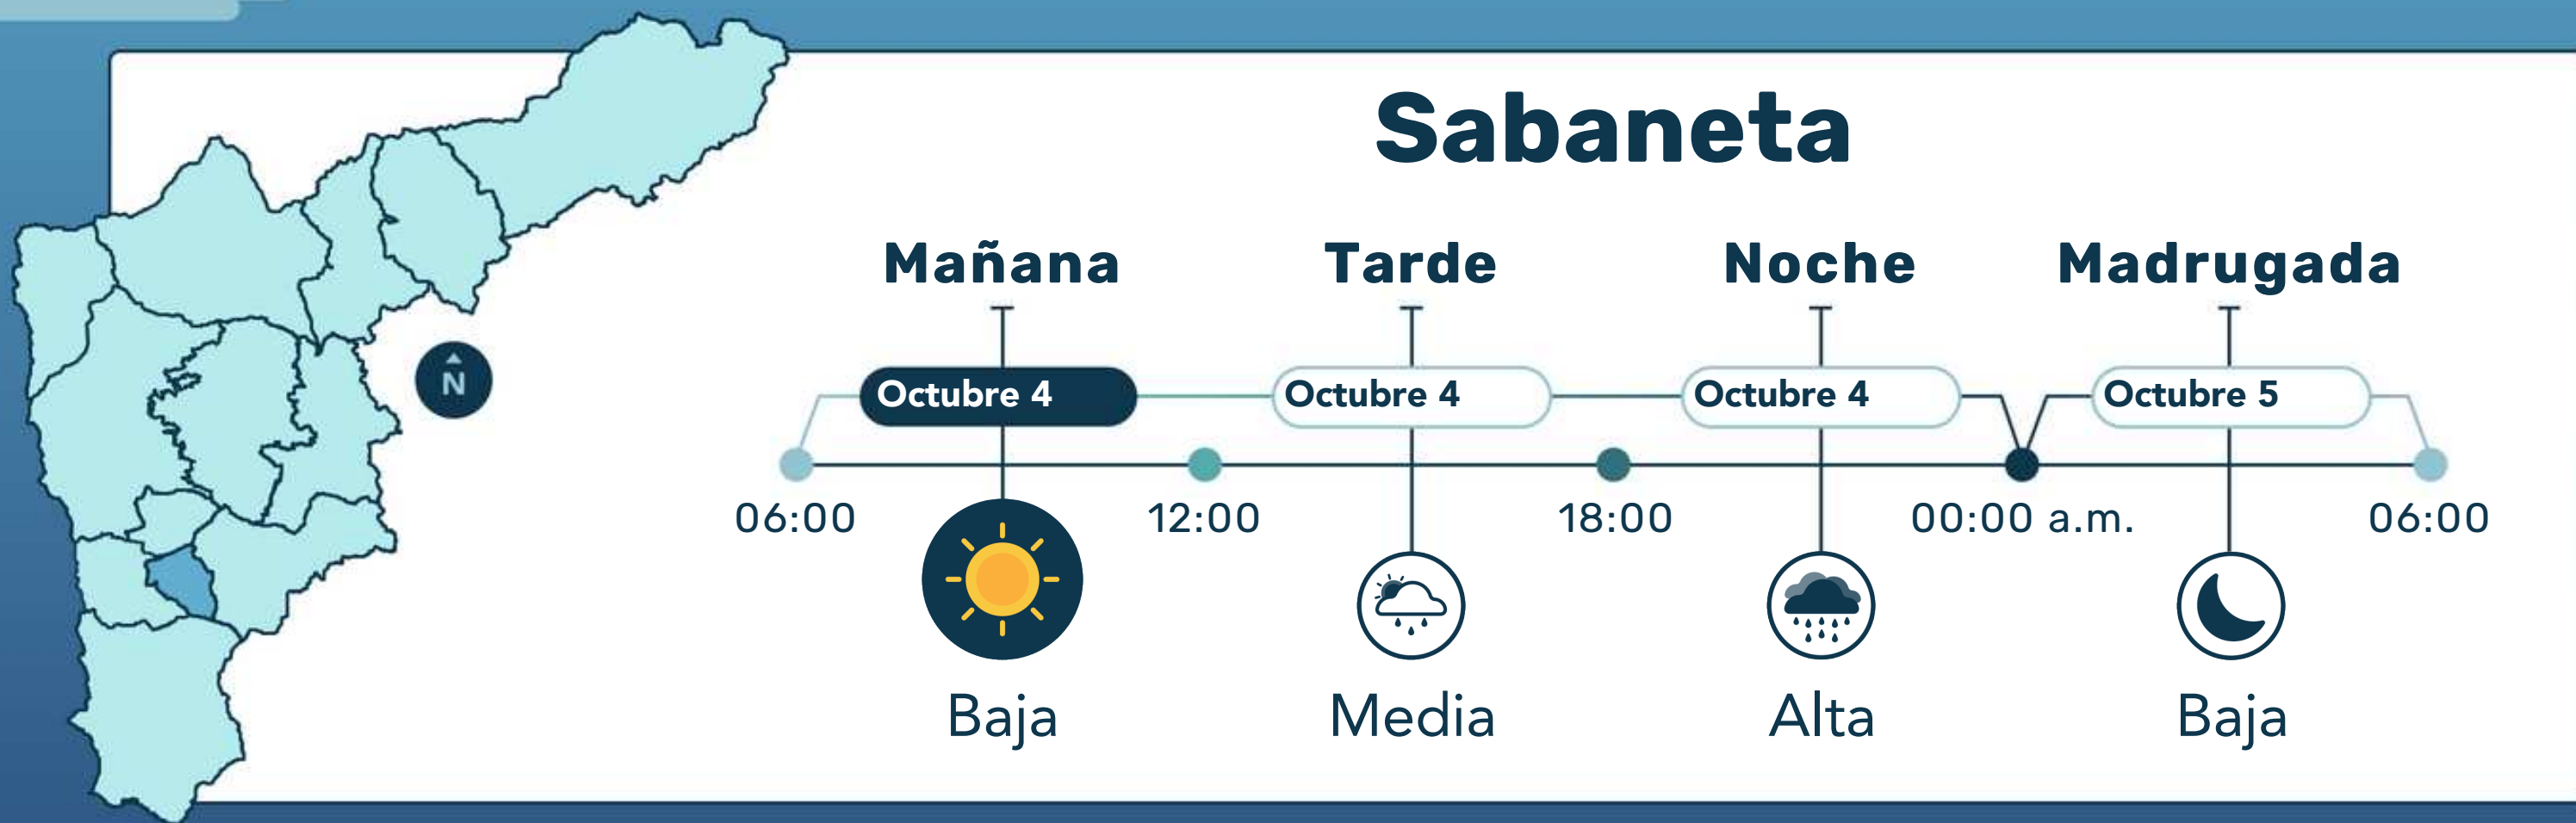 Sabaneta
Mañana Tarde Noche Madrugada
N
Octubre 4 Octubre 4 Octubre 4 Octubre 5
06:00 12:00 18:00 00:00 a.m. 06:00
Baja Media Alta Baja